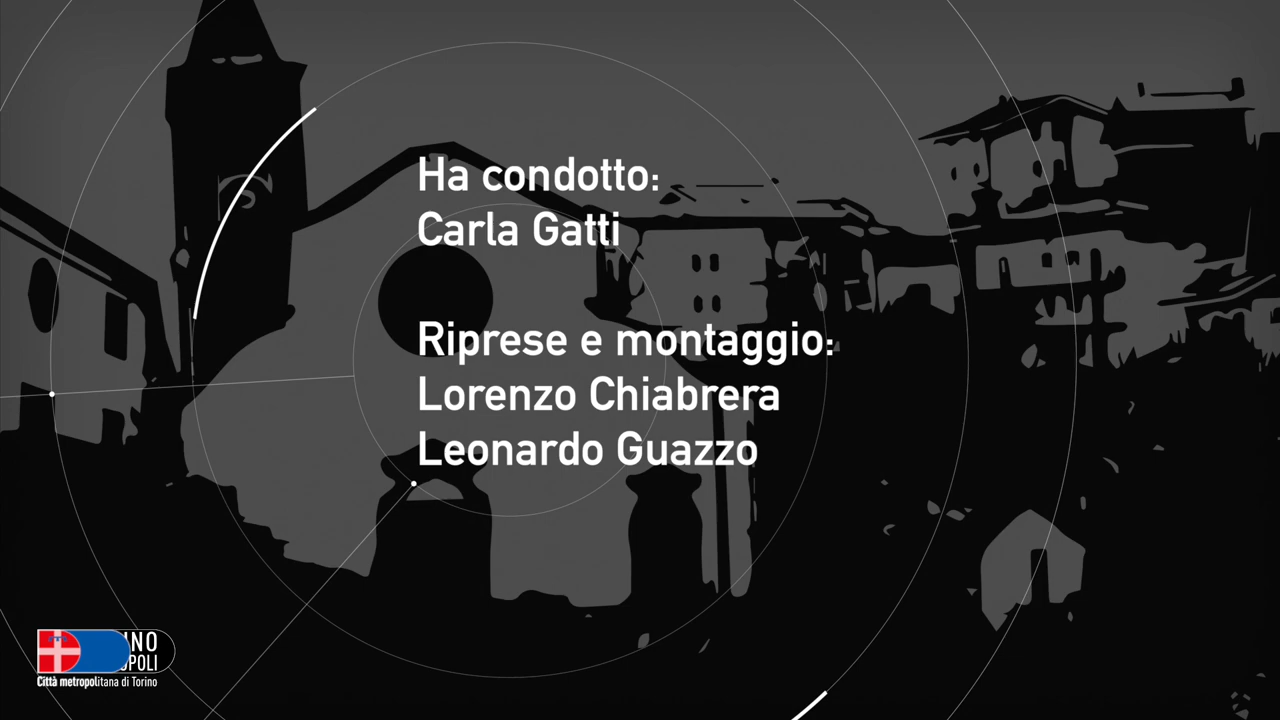 Ha condotto:
Carla Gatti
Riprese e montaggio:
Lorenzo Chiabrera
Leonardo Guazzo
Città metropolitana di Torino